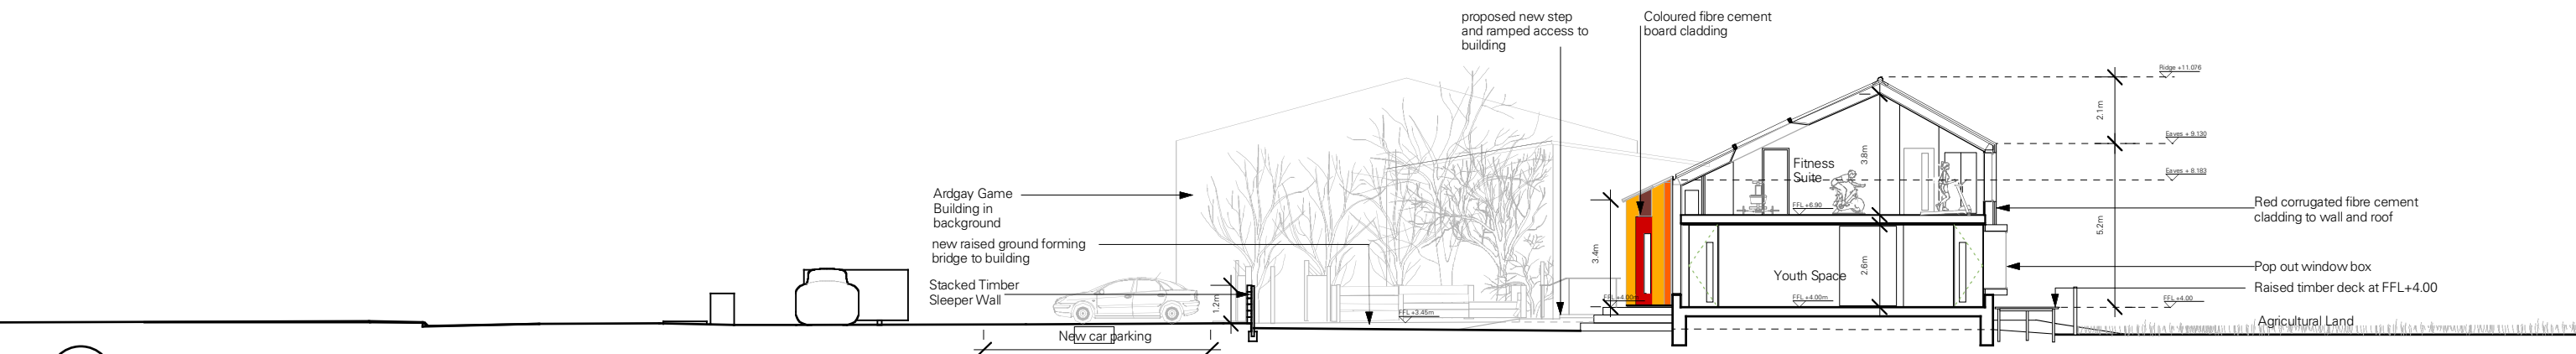 proposed new step
and ramped access to
building
Coloured fibre cement
board cladding
Ridge +11.076
2.1m
Eaves + 9.130
Eaves + 8.183
5.2m
Fitness
Suite
3.8m
FFL +6.90
Ardgay Game
Building in
background
new raised ground forming
bridge to building
Stacked Timber
Sleeper Wall
1.2m
New car parking
FFL +3.45m
3.4m
FFL +4.00m
Youth Space
2.6m
FFL +4.00m
Red corrugated fibre cement
cladding to wall and roof
Pop out window box
Raised timber deck at FFL+4.00
FFL +4.00
Agricultural Land